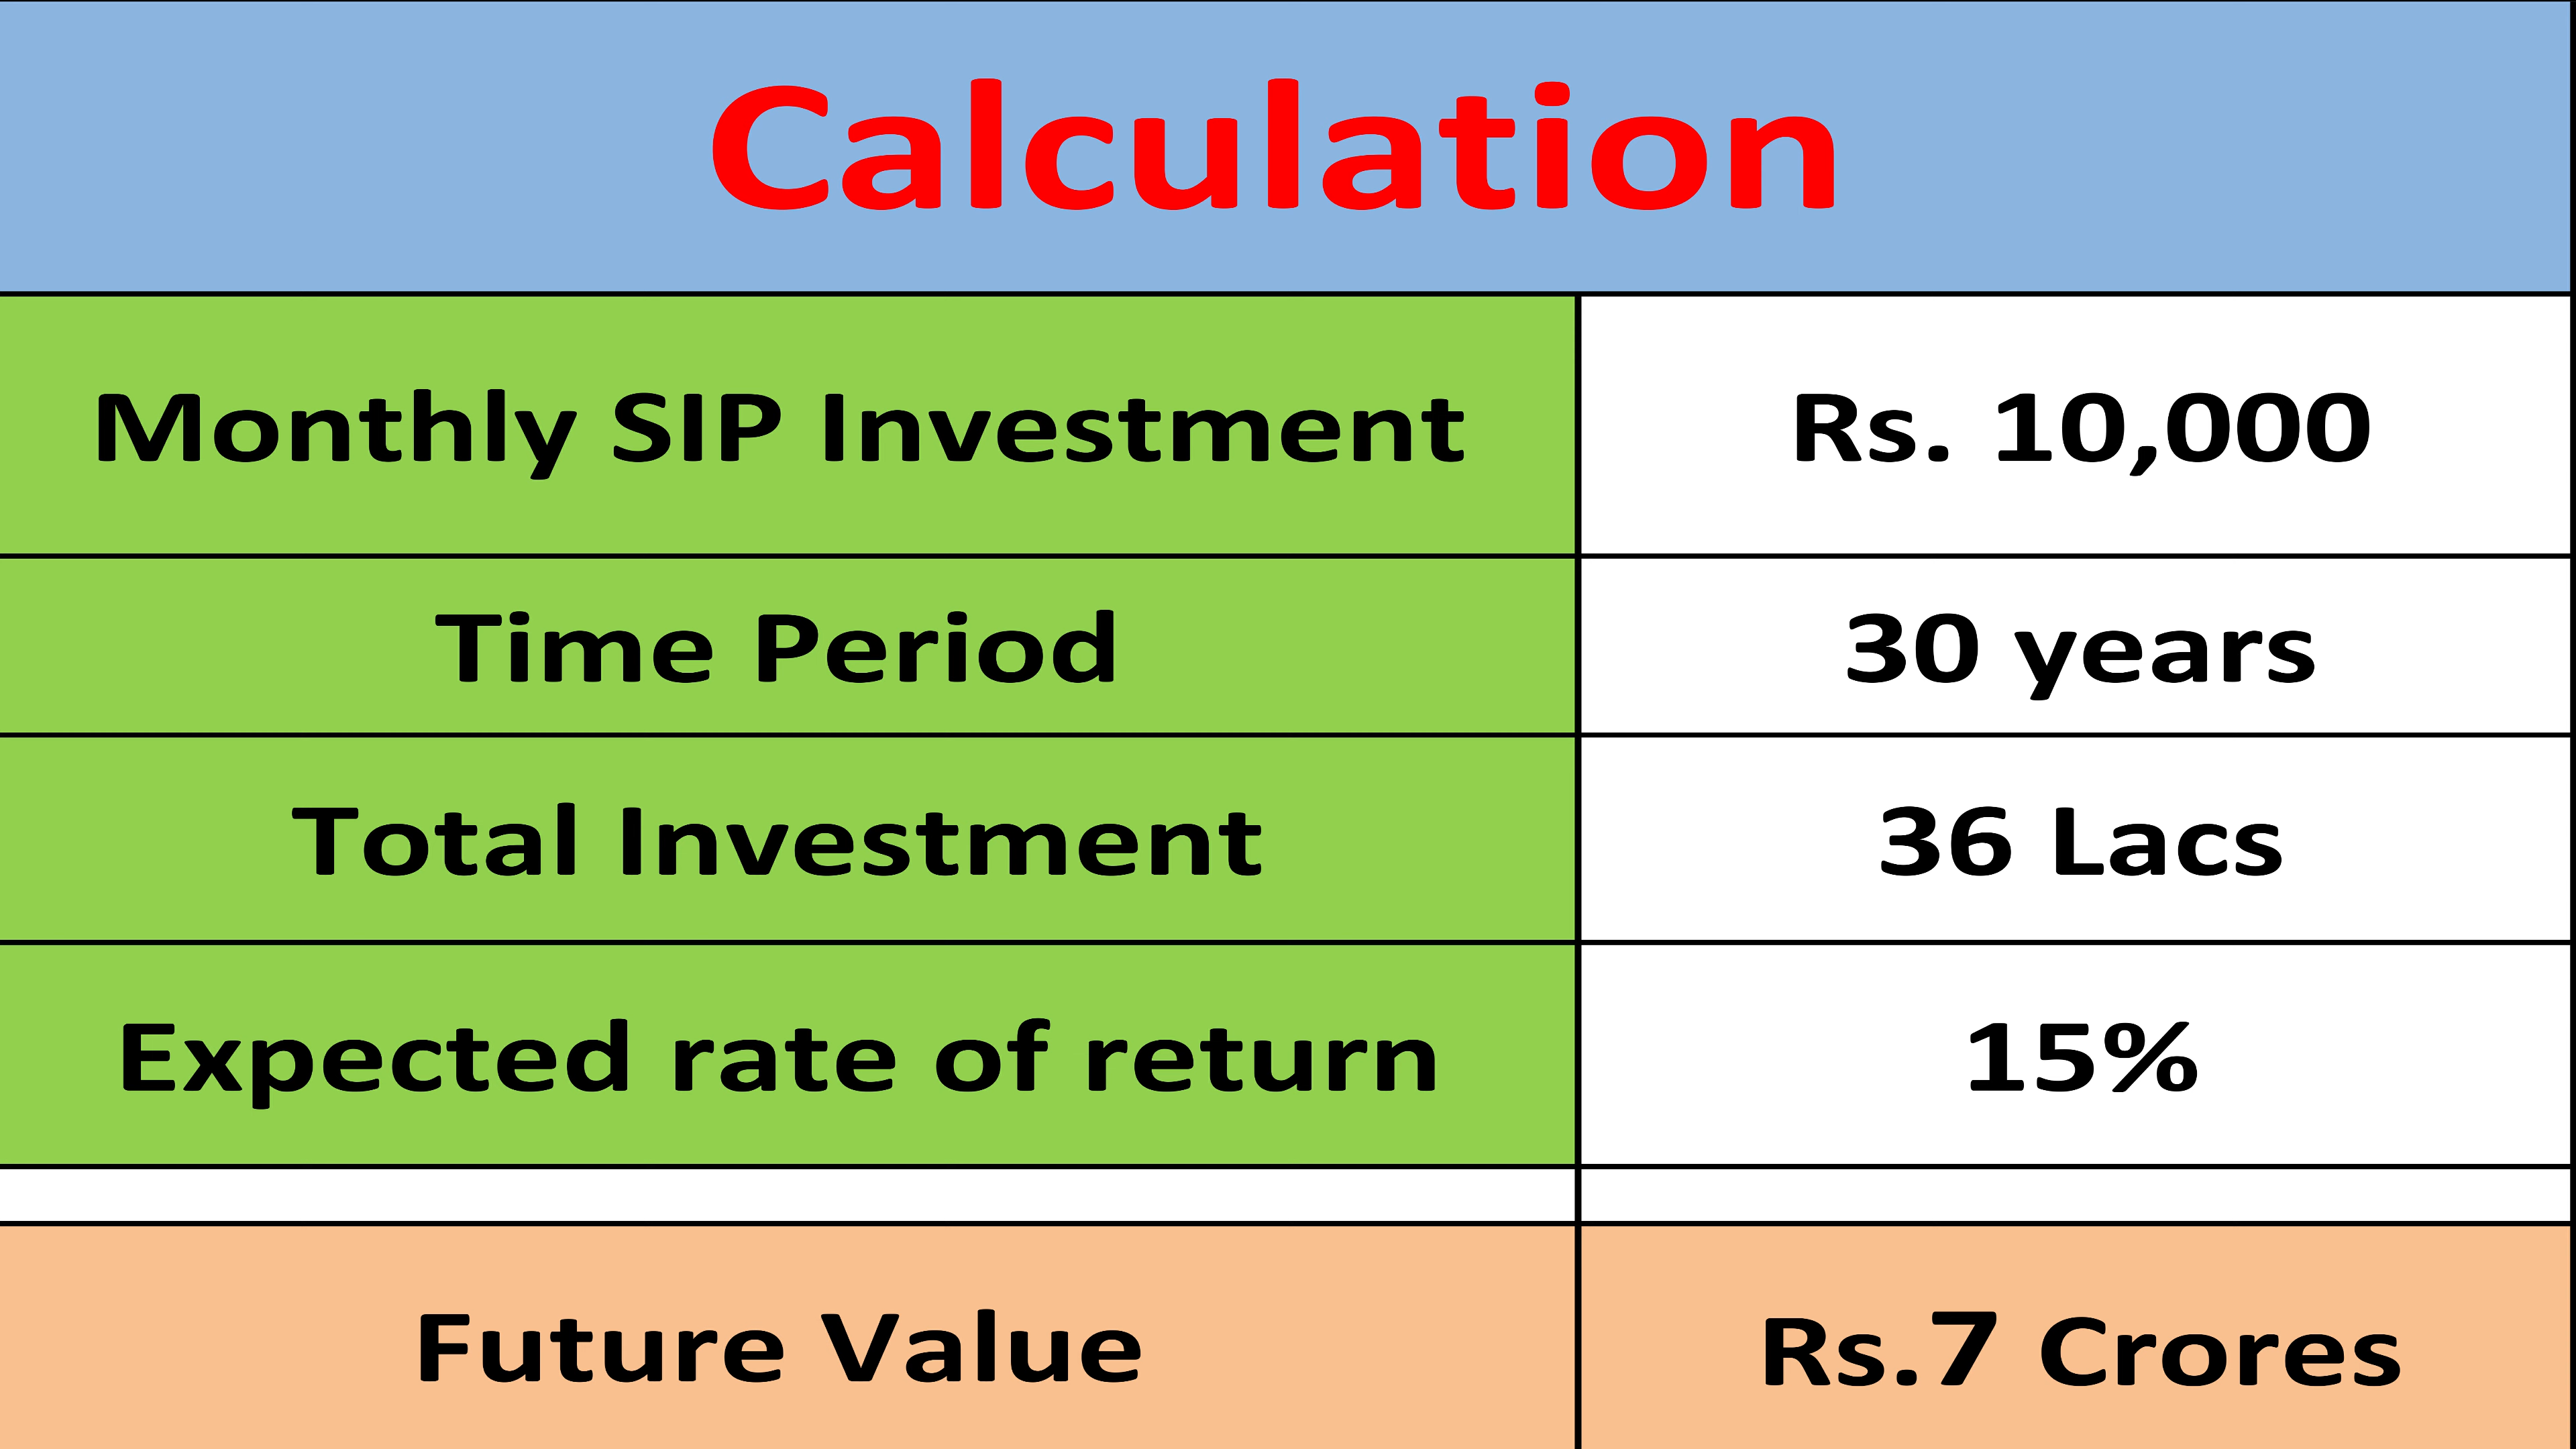 Calculation
Monthly SIP Investment Rs. 10,000
Time Period 30 years
Total Investment 36 Lacs
Expected rate of return 15%
Future Value Rs.7 Crores